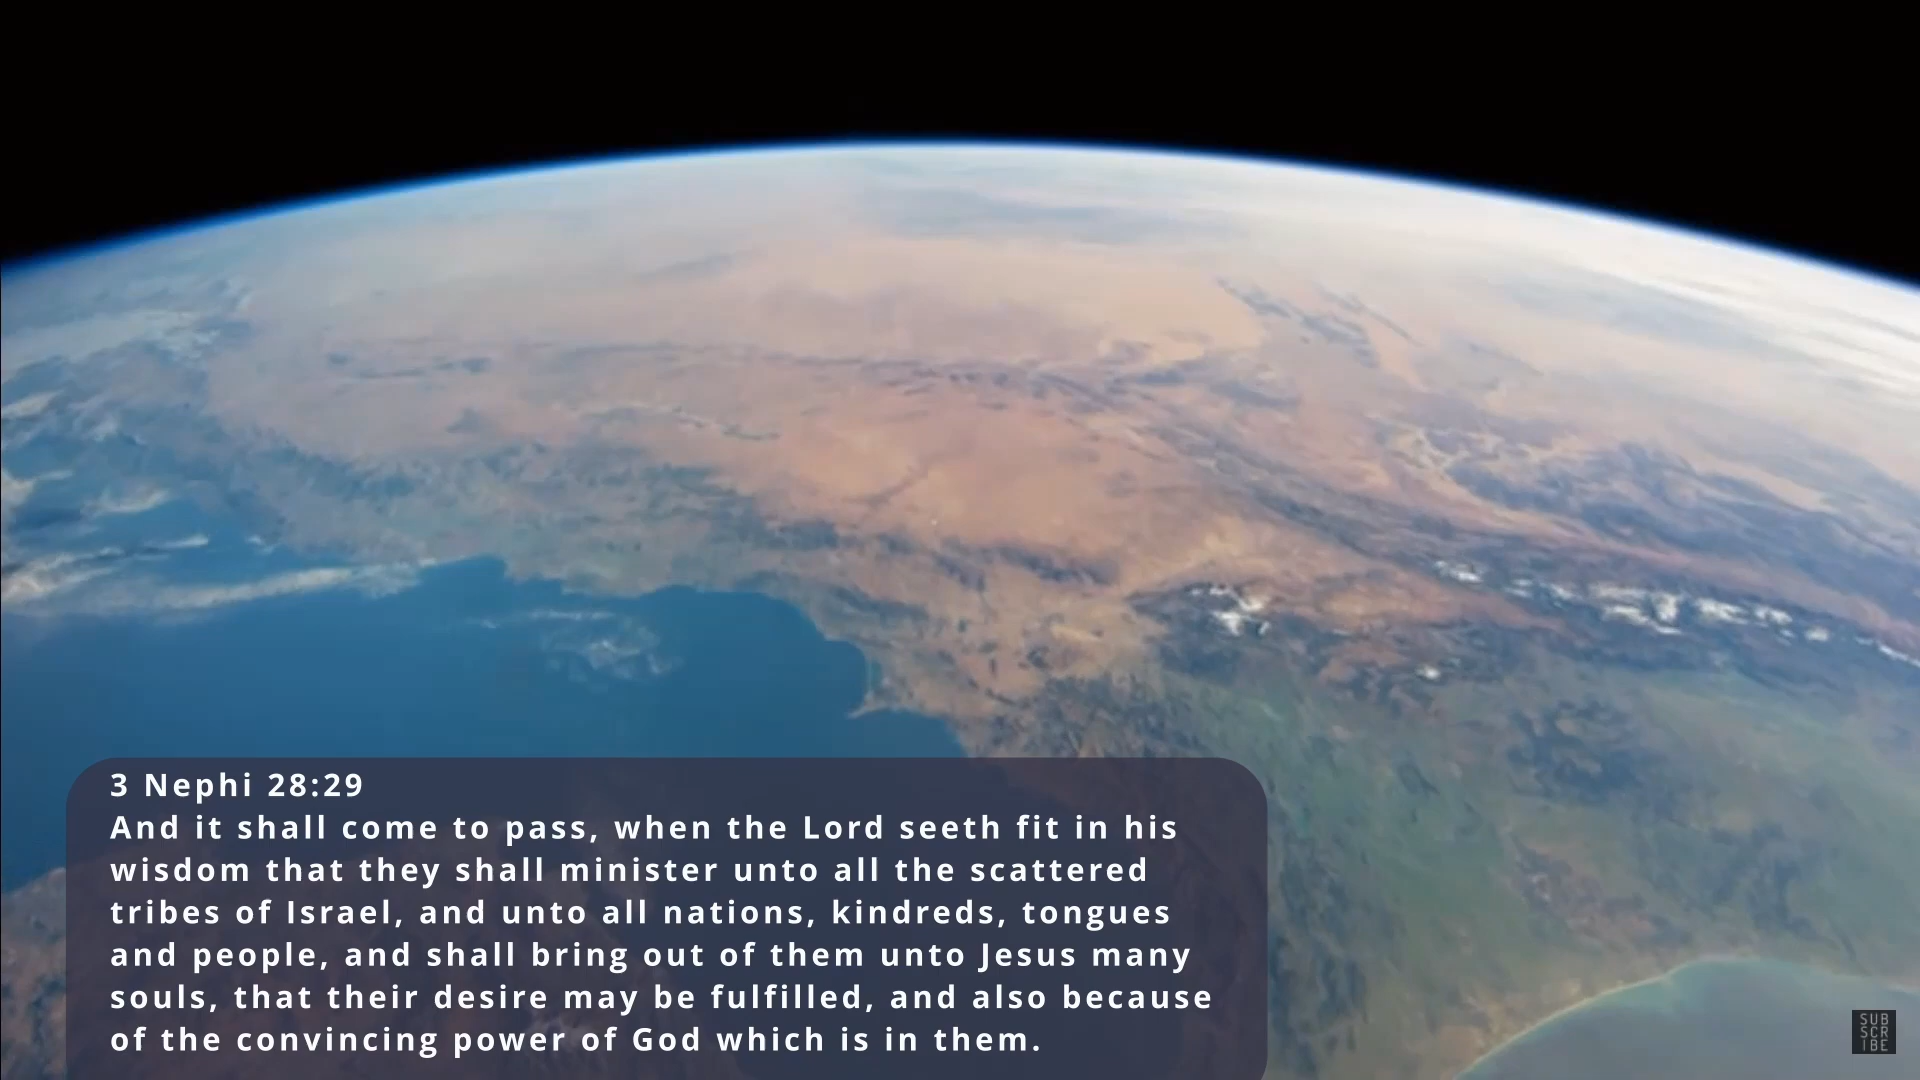 3 Nephi 28:29
And it shall come to pass, when the Lord seeth fit in his
wisdom that they shall minister unto all the scattered
tribes of Israel, and unto all nations, kindreds, tongues
and people, and shall bring out of them unto Jesus many
souls, that their desire may be fulfilled, and also because
of the convincing power of God which is in them.
SUB
SCR
IBE